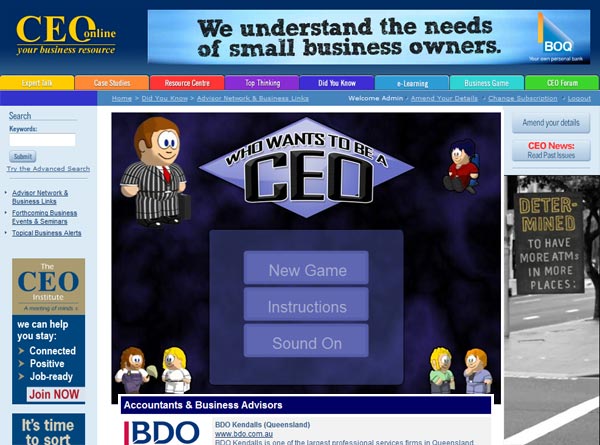 CEO online
your business resource
We understand the needs
of small business owners.
BOQ
Your own personal bank
Expert Talk
Case Studies
Resource Centre
Top Thinking
Did You Know
e-Learning
Business Game
CEO Forum
Home > Did You Know > Advisor Network & Business Links
Welcome Admin
Amend Your Details
Change Subscription
Logout
Search
Keywords:
Submit
Try the Advanced Search
Advisor Network &
Business Links
Forthcoming Business
Events & Seminars
Topical Business Alerts
The
CEO
Institute
A meeting of minds
we can help
you stay:
> Connected
> Positive
> Job-ready
Join NOW
It's time
to sort
WHO WANTS TO BE A
CEO
New Game
Instructions
Sound On
Accountants & Business Advisors
BDO
BDO Kendalls (Queensland)
www.bdo.com.au
BDO Kendalls is one of the largest professional services firms in Queensland.
Amend your details
CEO News:
Read Past Issues
DETER-
MINED
TO HAVE
MORE ATMs
IN MORE
PLACES: